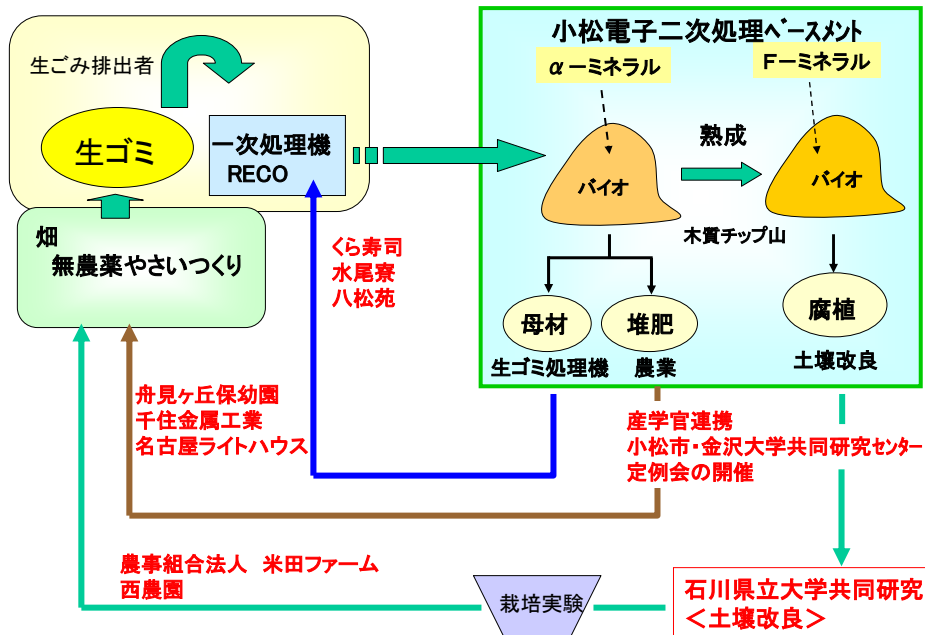 生ごみ排出者
生ゴミ
一次処理機
RECO
畑
無農薬やさいつくり
小松電子二次処理ベースメント
α－ミネラル
F－ミネラル
バイオ
熟成
バイオ
木質チップ山
母材
堆肥
腐植
生ゴミ処理機
農業
土壌改良
くら寿司
水尾寮
八松苑
舟見ヶ丘保幼園
千住金属工業
名古屋ライトハウス
産学官連携
小松市・金沢大学共同研究センター
定例会の開催
農事組合法人　米田ファーム
西農園
栽培実験
石川県立大学共同研究
＜土壌改良＞